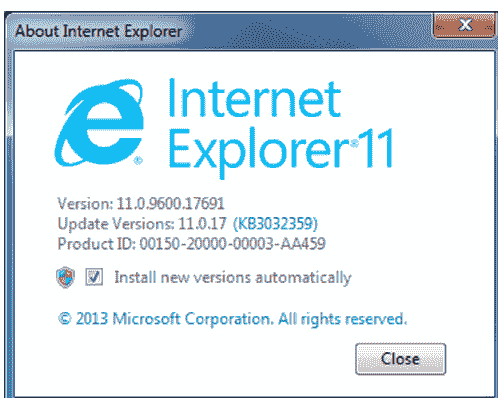 About Internet Explorer
Internet
Explorer®11
Version: 11.0.9600.17691
Update Versions: 11.0.17 (KB3032359)
Product ID: 00150-20000-00003-AA459
Install new versions automatically
© 2013 Microsoft Corporation. All rights reserved.
Close